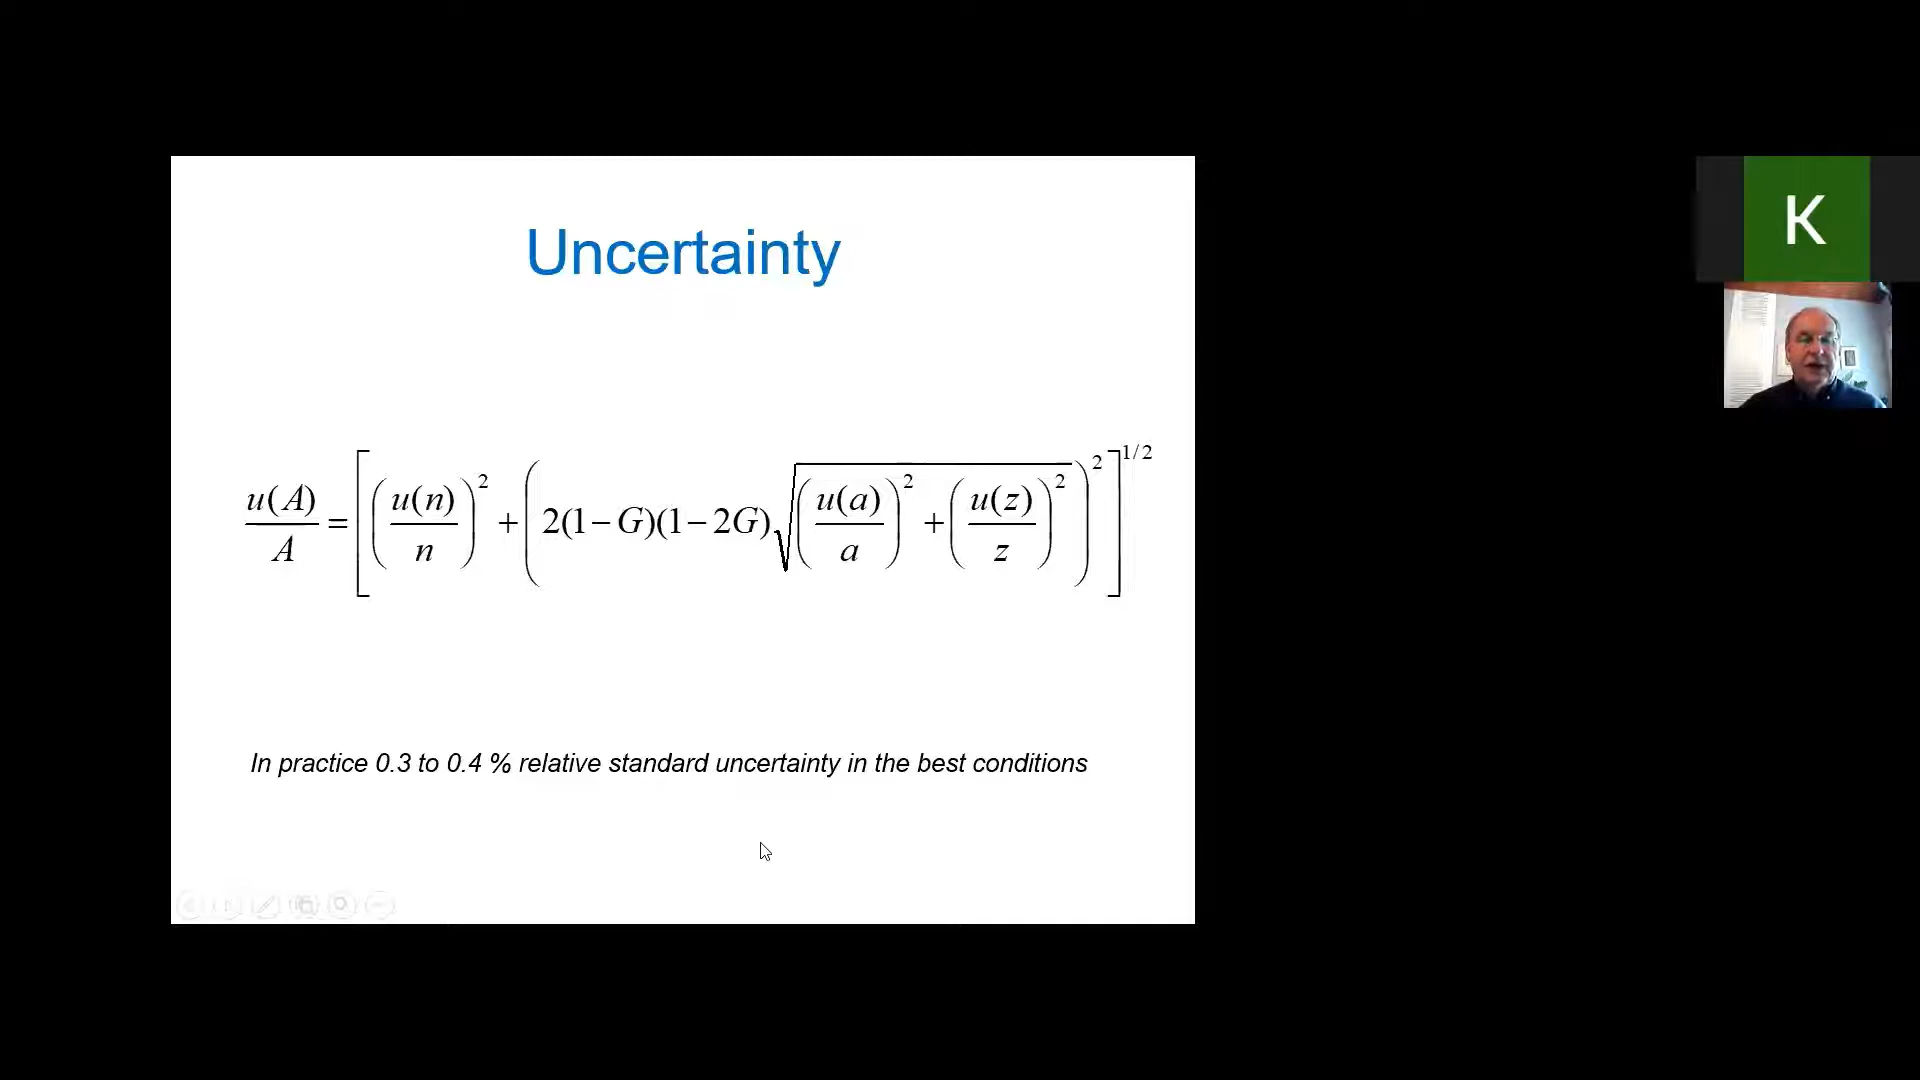 Uncertainty
u(A)/A = [(u(n)/n)^2 + (2(1−G)(1−2G)√((u(a)/a)^2 + (u(z)/z)^2))^2]^1/2
In practice 0.3 to 0.4 % relative standard uncertainty in the best conditions
K